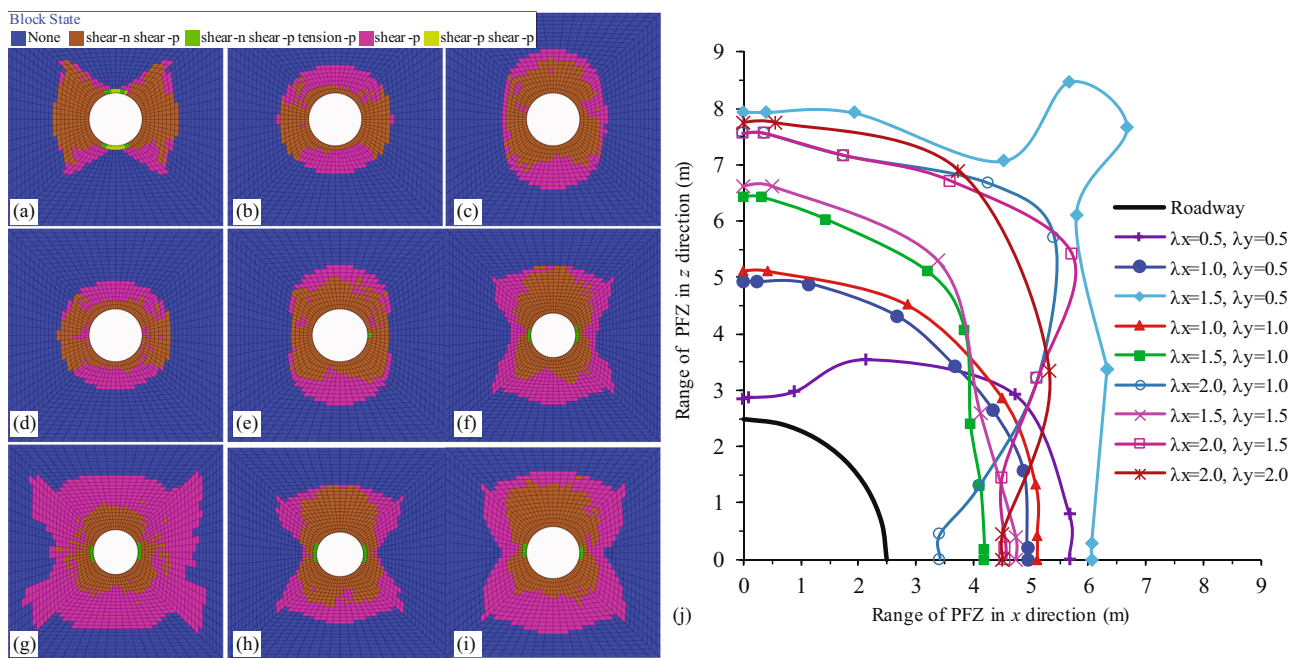 Block State
None shear-n shear-p shear-n shear-p tension-p shear-p shear-p shear-p
(a) (b) (c)
(d) (e) (f)
(g) (h) (i)
Range of PFZ in z direction (m)
9
8
7
6
5
4
3
2
1
0
0 1 2 3 4 5 6 7 8 9
Range of PFZ in x direction (m)
(j)
Roadway
λx=0.5, λy=0.5
λx=1.0, λy=0.5
λx=1.5, λy=0.5
λx=1.0, λy=1.0
λx=1.5, λy=1.0
λx=2.0, λy=1.0
λx=1.5, λy=1.5
λx=2.0, λy=1.5
λx=2.0, λy=2.0